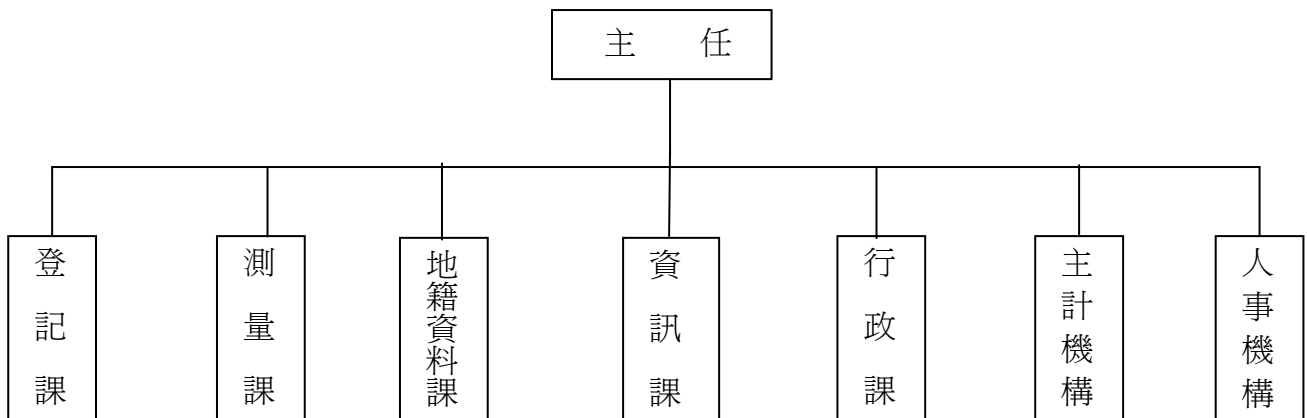 主 任
登記課
測量課
地籍資料課
資訊課
行政課
主計機構
人事機構